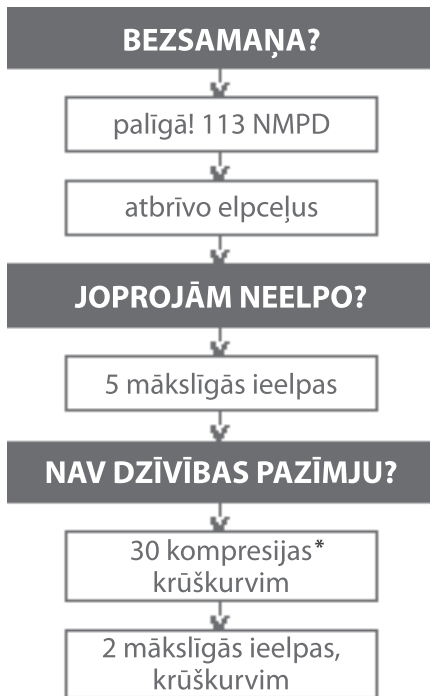 BEZSAMAŅA?
palīgā! 113 NMPD
atbrīvo elpceļus
JOPROJĀM NEELPO?
5 mākslīgās ieelpas
NAV DZĪVĪBAS PAZĪMJU?
30 kompresijas*
krūškurvim
2 mākslīgās ieelpas,
krūškurvim